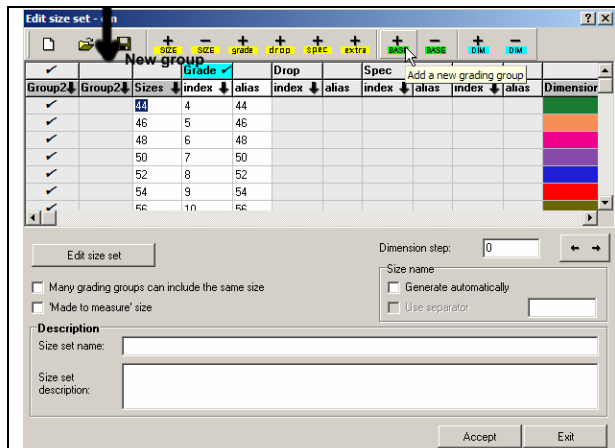 Edit size set - cm
+ SIZE - SIZE + grade + drop + spec + extra + BASE - BASE + DIM - DIM
New group
Add a new grading group
Grade Drop Spec
Group2 Group2 Sizes index alias index alias index alias index alias Dimension
44 4 44
46 5 46
48 6 48
50 7 50
52 8 52
54 9 54
56 10 56
Edit size set
Dimension step: 0
Many grading groups can include the same size
'Made to measure' size
Size name
Generate automatically
Use separator
Description
Size set name:
Size set description:
Accept Exit